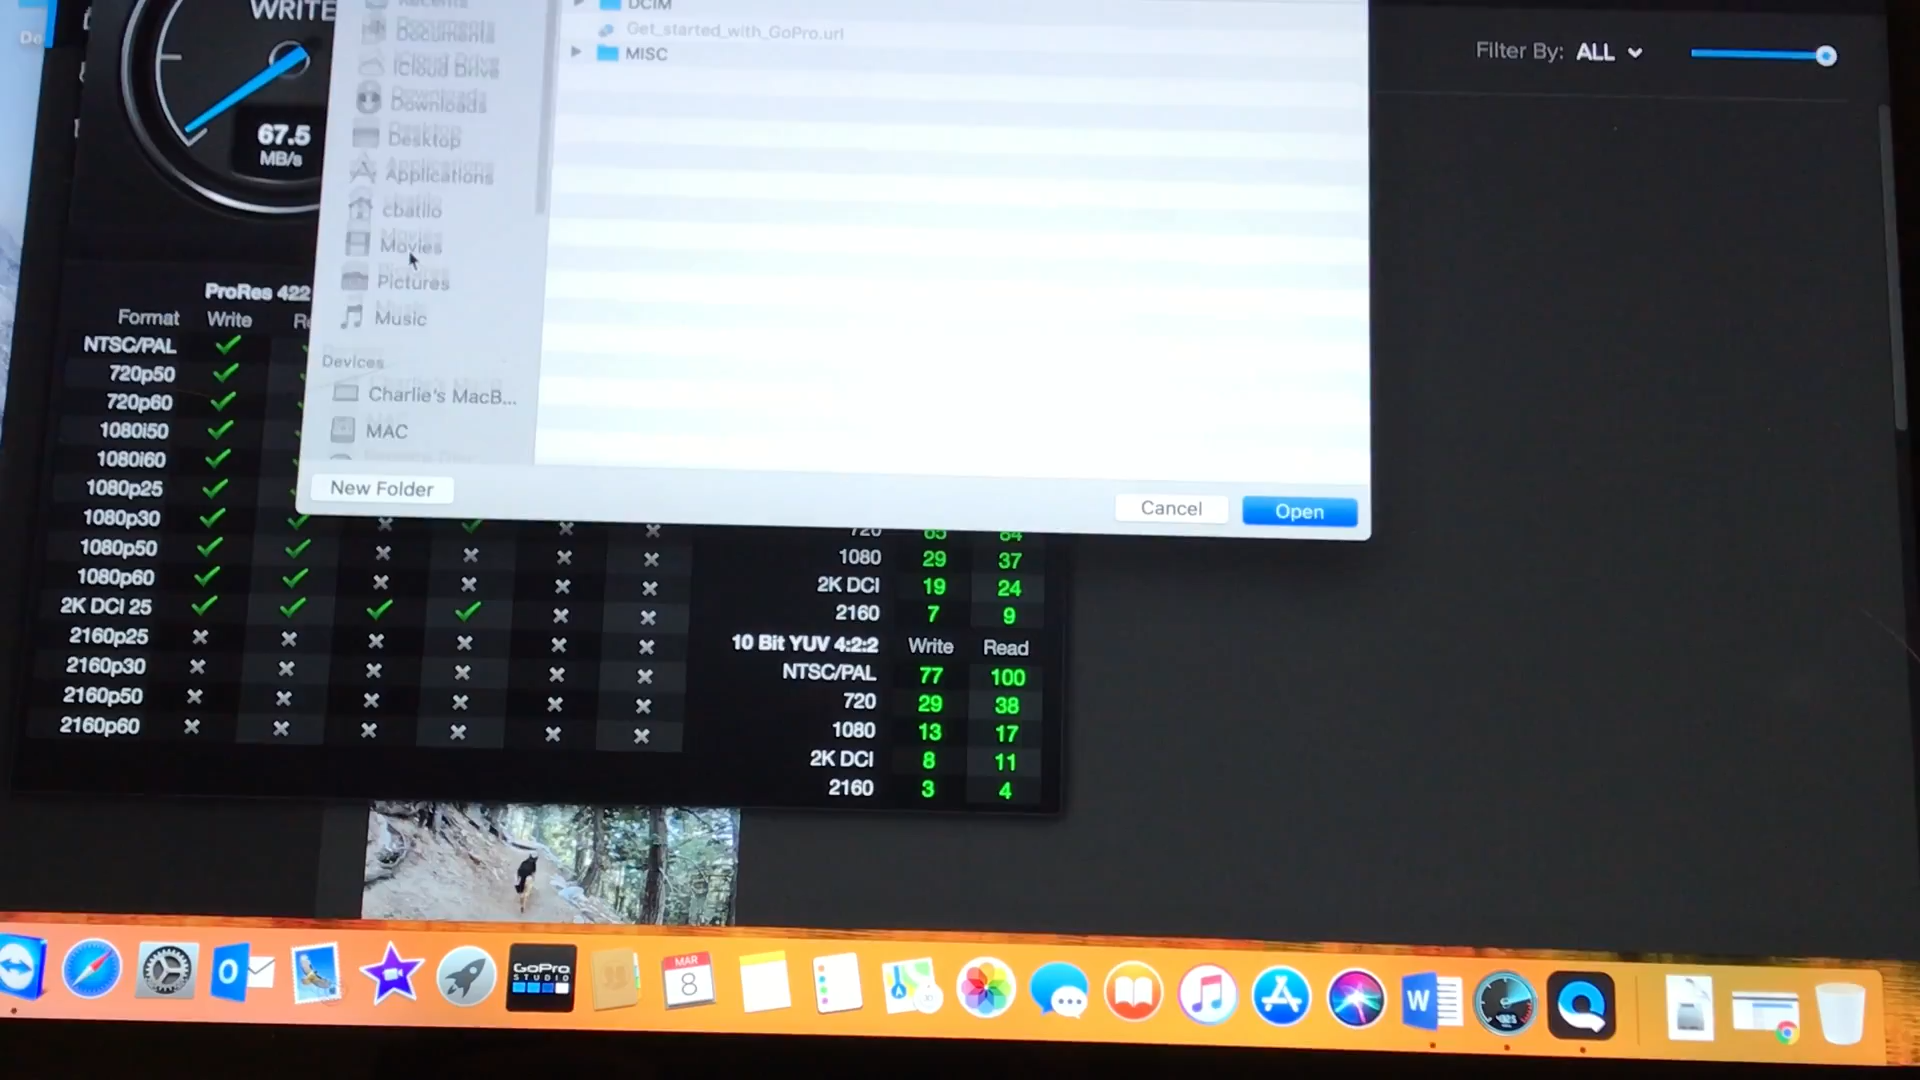 WRITE
67.5
MB/s
Recents
Documents
iCloud Drive
Downloads
Desktop
Applications
cbatllo
Movies
Pictures
Music
Devices
Charlie's MacB...
MAC
DCIM
Get_started_with_GoPro.url
MISC
New Folder
Cancel
Open
Filter By: ALL
ProRes 422
Format Write
NTSC/PAL
720p50
720p60
1080i50
1080i60
1080p25
1080p30
1080p50
1080p60
2K DCI 25
2160p25
2160p30
2160p50
2160p60
720 64
1080 29 37
2K DCI 19 24
2160 7 9
10 Bit YUV 4:2:2 Write Read
NTSC/PAL 77 100
720 29 38
1080 13 17
2K DCI 8 11
2160 3 4
GoPro
STUDIO
MAR
8
W